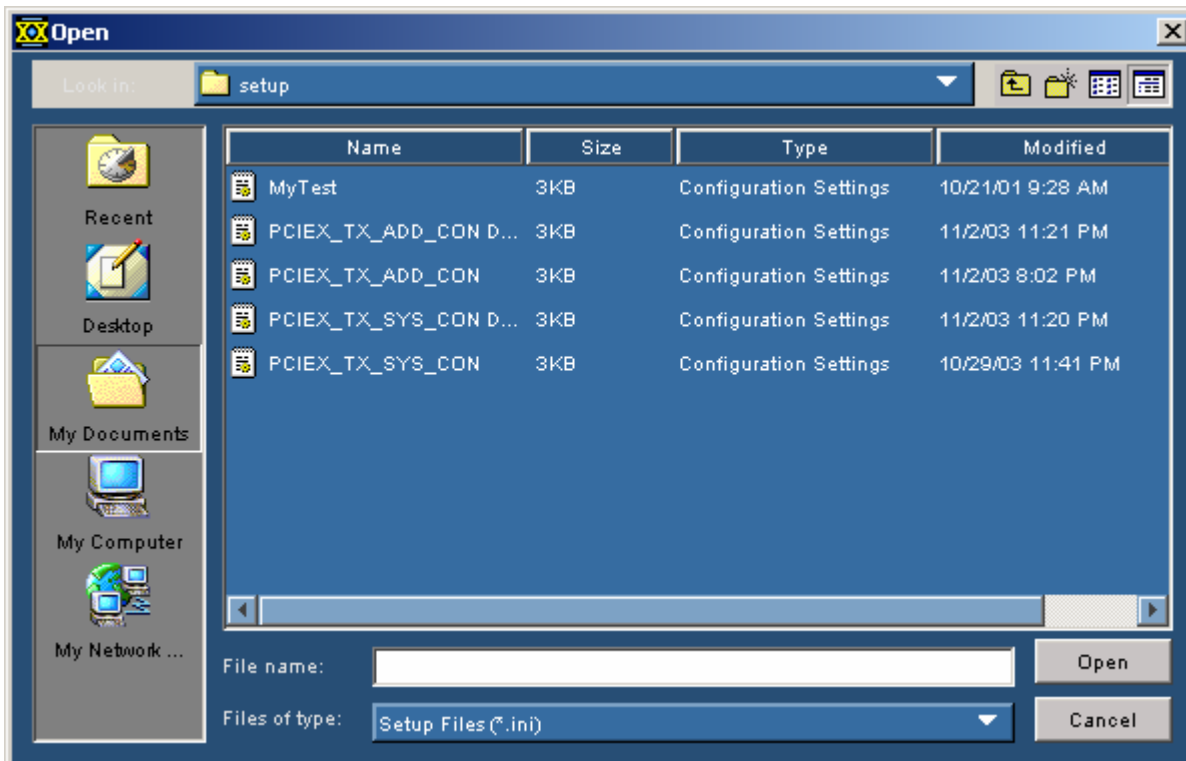 Open
Look in:
setup
Name Size Type Modified
MyTest 3KB Configuration Settings 10/21/01 9:28 AM
PCIEX_TX_ADD_CON D... 3KB Configuration Settings 11/2/03 11:21 PM
PCIEX_TX_ADD_CON 3KB Configuration Settings 11/2/03 8:02 PM
PCIEX_TX_SYS_CON D... 3KB Configuration Settings 11/2/03 11:20 PM
PCIEX_TX_SYS_CON 3KB Configuration Settings 10/29/03 11:41 PM
Recent
Desktop
My Documents
My Computer
My Network ...
File name:
Open
Files of type:
Setup Files (*.ini)
Cancel